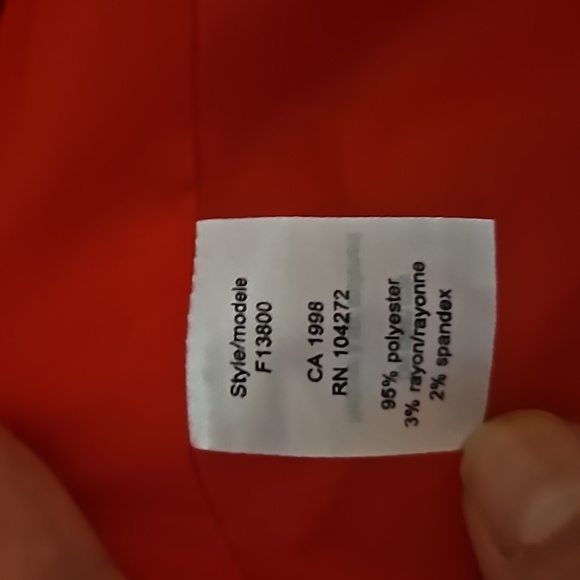 Style/modele
F13800
CA 1998
RN 104272
95% polyester
3% rayon/rayonne
2% spandex